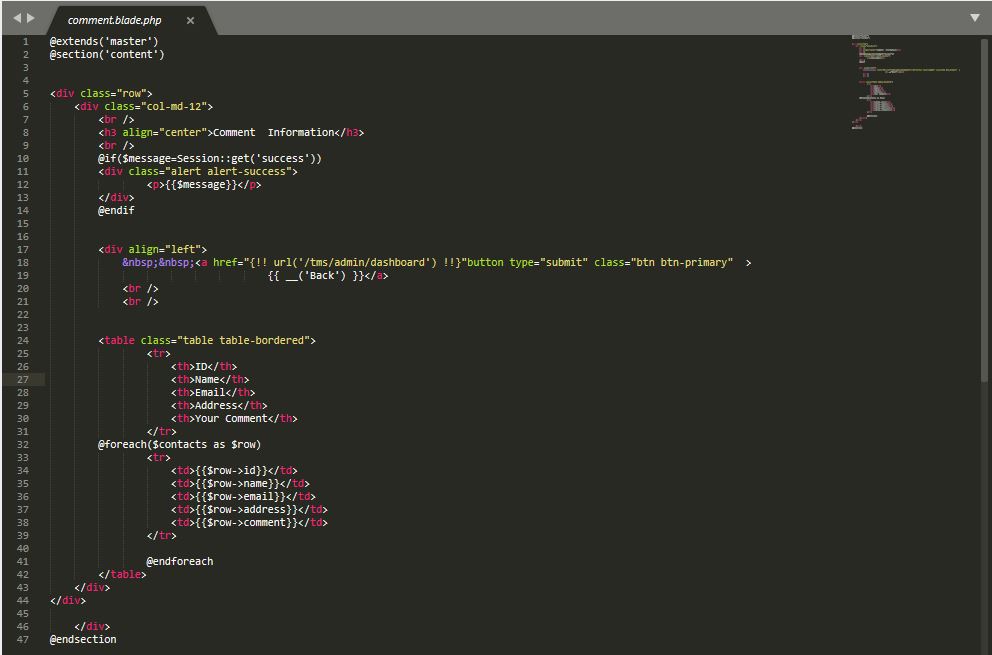 comment.blade.php ×
1 @extends('master')
2 @section('content')
3
4
5 <div class="row">
6     <div class="col-md-12">
7         <br />
8         <h3 align="center">Comment  Information</h3>
9         <br />
10         @if($message=Session::get('success'))
11         <div class="alert alert-success">
12                 <p>{{$message}}</p>
13         </div>
14         @endif
15
16
17         <div align="left">
18             &nbsp;&nbsp;<a href="{!! url('/tms/admin/dashboard') !!}"button type="submit" class="btn btn-primary"  >
19                                     {{ __('Back') }}</a>
20             <br />
21             <br />
22
23
24         <table class="table table-bordered">
25                 <tr>
26                     <th>ID</th>
27                     <th>Name</th>
28                     <th>Email</th>
29                     <th>Address</th>
30                     <th>Your Comment</th>
31                 </tr>
32         @foreach($contacts as $row)
33                 <tr>
34                     <td>{{$row->id}}</td>
35                     <td>{{$row->name}}</td>
36                     <td>{{$row->email}}</td>
37                     <td>{{$row->address}}</td>
38                     <td>{{$row->comment}}</td>
39                 </tr>
40
41                 @endforeach
42         </table>
43     </div>
44 </div>
45
46     </div>
47 @endsection